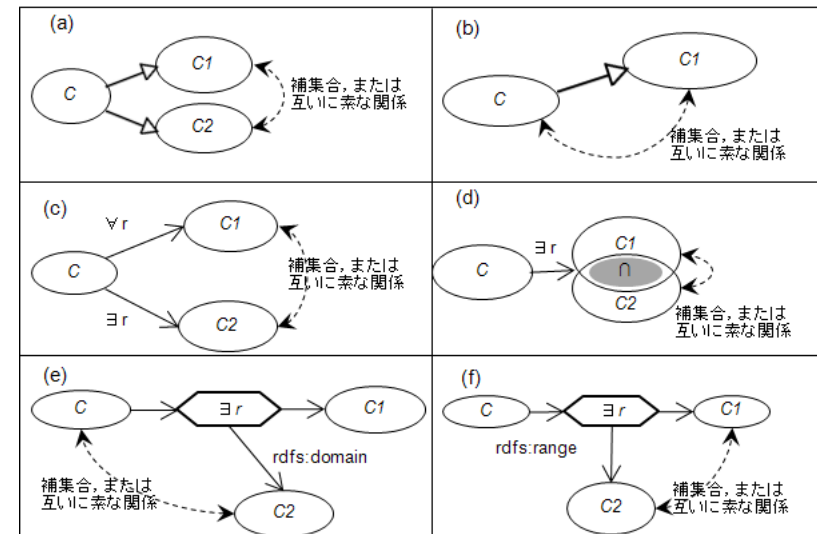 (a)
C
C1
C2
補集合, または
互いに素な関係
(b)
C
C1
補集合, または
互いに素な関係
(c)
∀ r
C
∃ r
C1
C2
補集合, または
互いに素な関係
(d)
C
∃ r
C1
∩
C2
補集合, または
互いに素な関係
(e)
C
∃ r
C1
rdfs:domain
補集合, または
互いに素な関係
C2
(f)
C
∃ r
C1
rdfs:range
補集合, または
互いに素な関係
C2